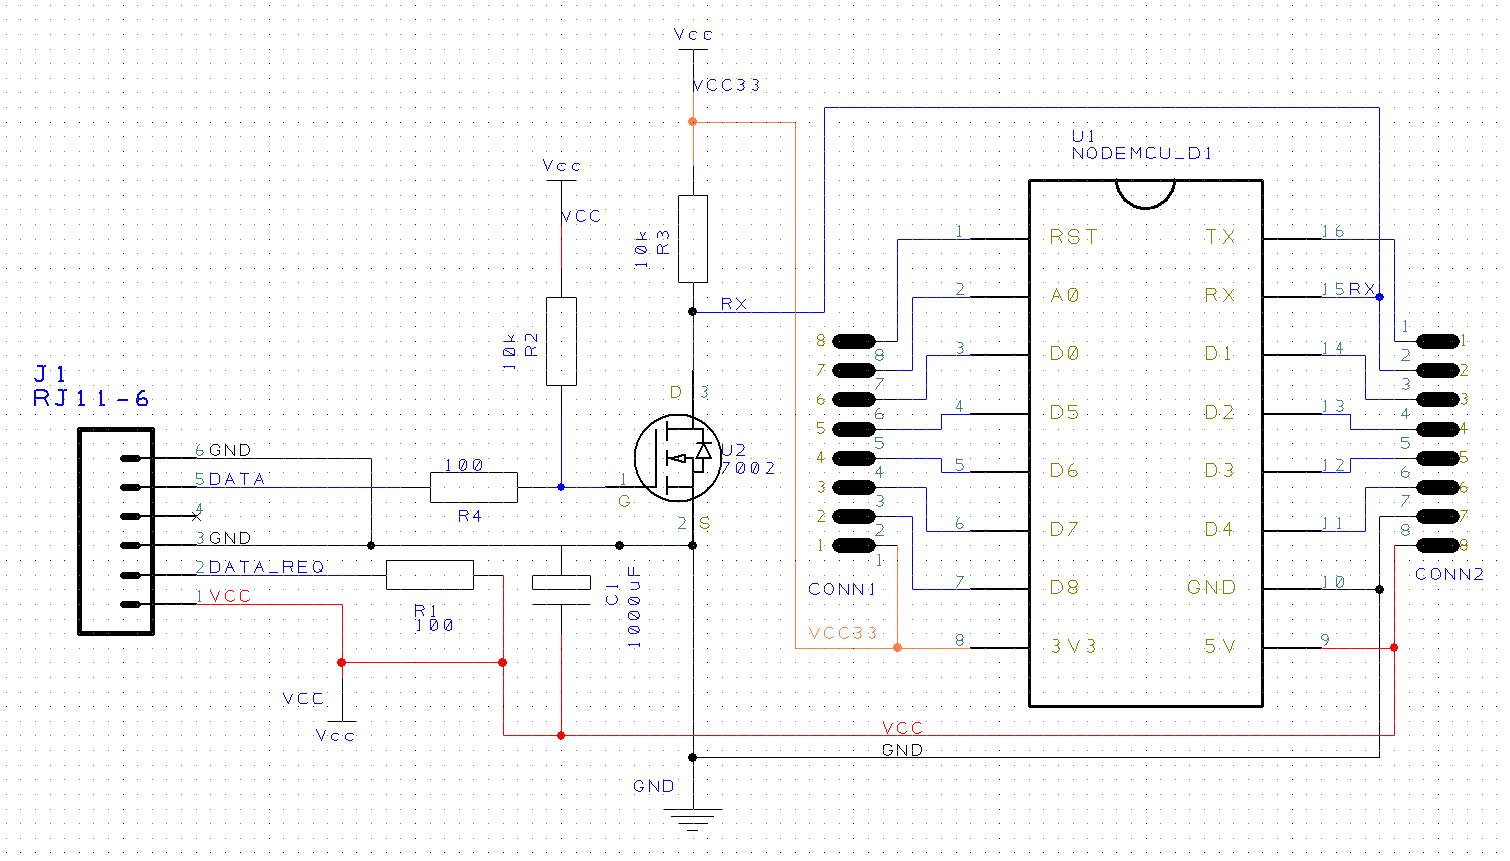 Vcc
VCC33
U1
NODEMCU_D1
Vcc
VCC
10k
R3
RX
10k
R2
1 RST TX 16
2 A0 RX 15 RX
3 D0 D1 14
4 D5 D2 13
5 D6 D3 12
6 D7 D4 11
7 D8 GND 10
8 3V3 5V 9
8 8
7 7
6 6
5 5
4 4
3 3
2 2
1 1
CONN1
VCC33
1 1
2 2
3 3
4 4
5 5
6 6
7 7
8 8
CONN2
D 3
U2
7002
1
G
2 S
J1
RJ11-6
6 GND
5 DATA
4
3 GND
2 DATA_REQ
1 VCC
100
R4
R1
100
C1
1000uF
VCC
Vcc
VCC
GND
GND